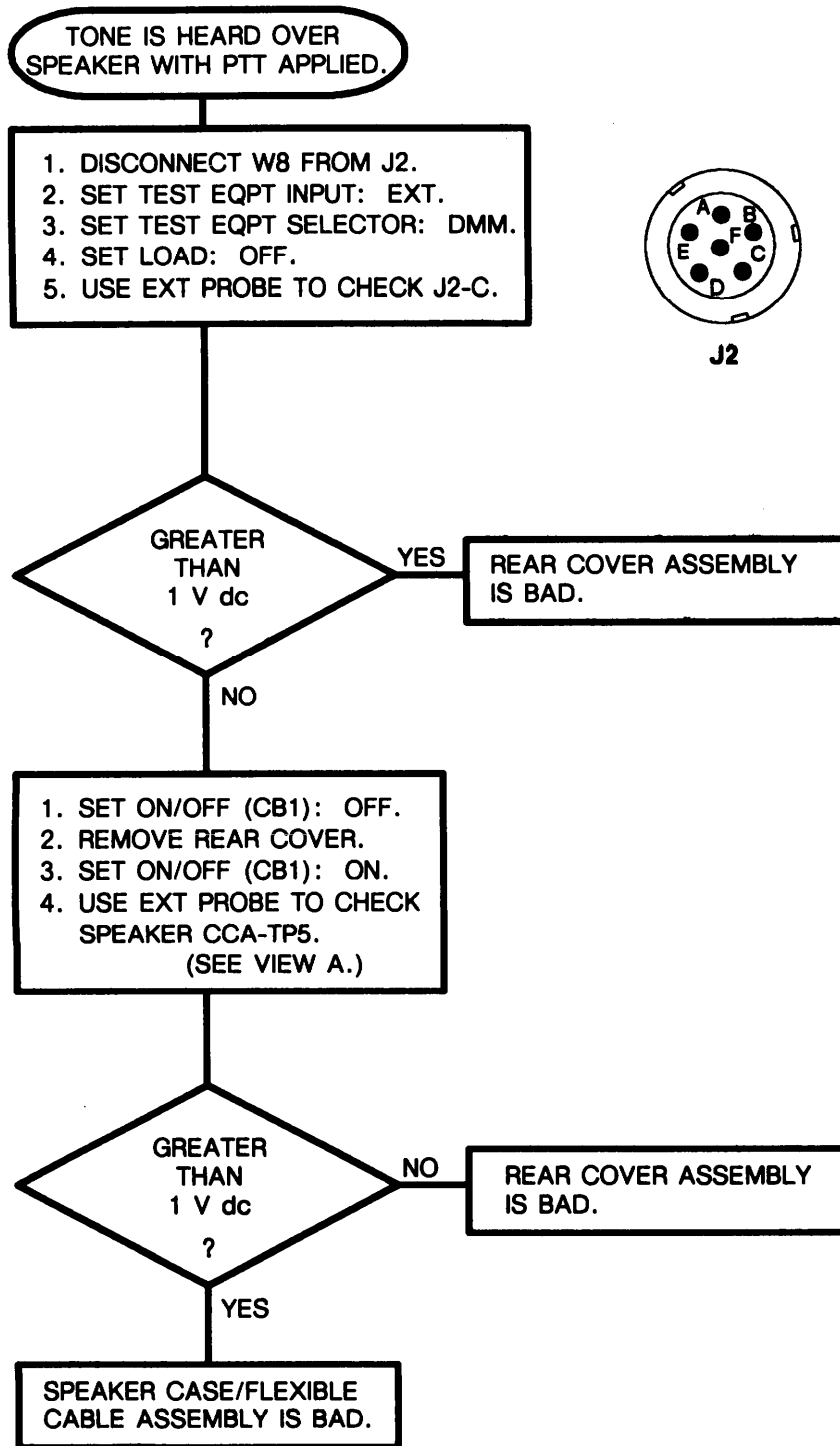 TONE IS HEARD OVER
SPEAKER WITH PTT APPLIED.
1. DISCONNECT W8 FROM J2.
2. SET TEST EQPT INPUT: EXT.
3. SET TEST EQPT SELECTOR: DMM.
4. SET LOAD: OFF.
5. USE EXT PROBE TO CHECK J2-C.
A
B
E
F
C
D
J2
GREATER
THAN
1 V dc
?
YES
REAR COVER ASSEMBLY
IS BAD.
NO
1. SET ON/OFF (CB1): OFF.
2. REMOVE REAR COVER.
3. SET ON/OFF (CB1): ON.
4. USE EXT PROBE TO CHECK
SPEAKER CCA-TP5.
(SEE VIEW A.)
GREATER
THAN
1 V dc
?
NO
REAR COVER ASSEMBLY
IS BAD.
YES
SPEAKER CASE/FLEXIBLE
CABLE ASSEMBLY IS BAD.